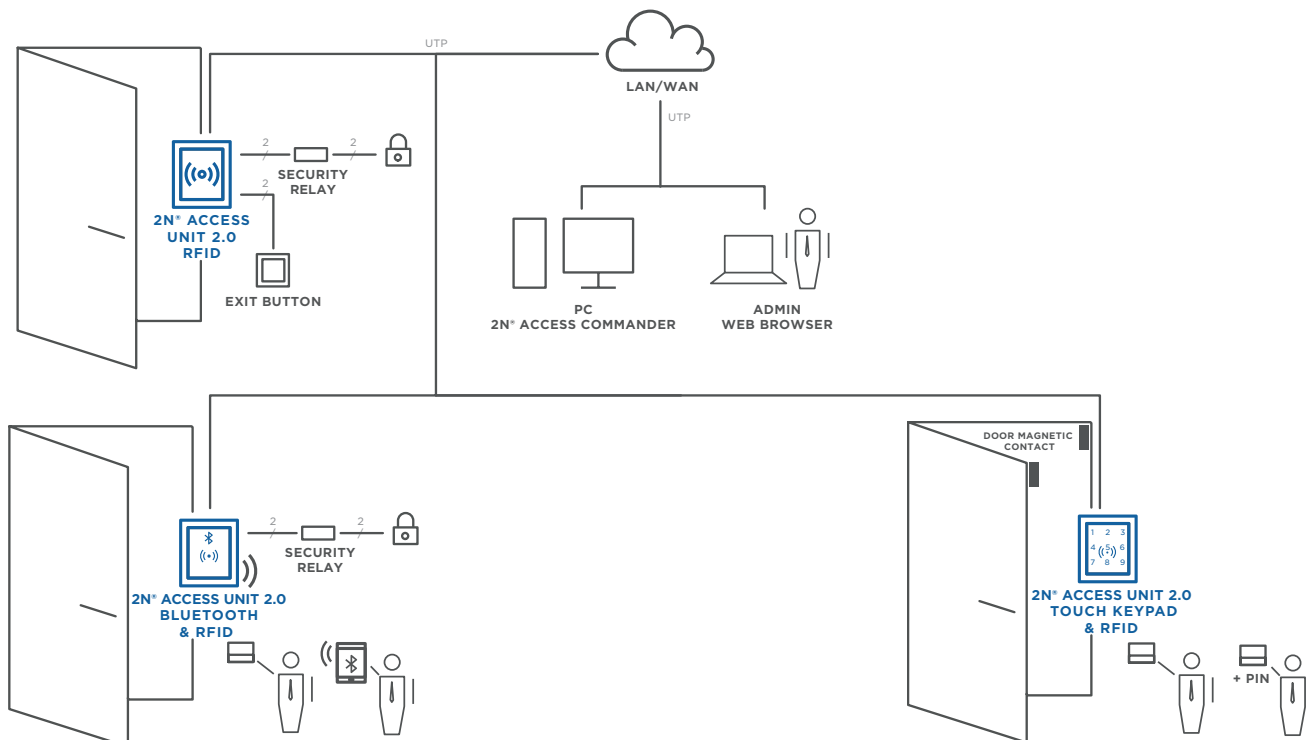 UTP
LAN/WAN
UTP
2
2
SECURITY
RELAY
2
2N® ACCESS
UNIT 2.0
RFID
EXIT BUTTON
PC
2N® ACCESS COMMANDER
ADMIN
WEB BROWSER
DOOR MAGNETIC
CONTACT
2
2
SECURITY
RELAY
2N® ACCESS UNIT 2.0
BLUETOOTH
& RFID
1 2 3
4 5 6
7 8 9
2N® ACCESS UNIT 2.0
TOUCH KEYPAD
& RFID
+ PIN